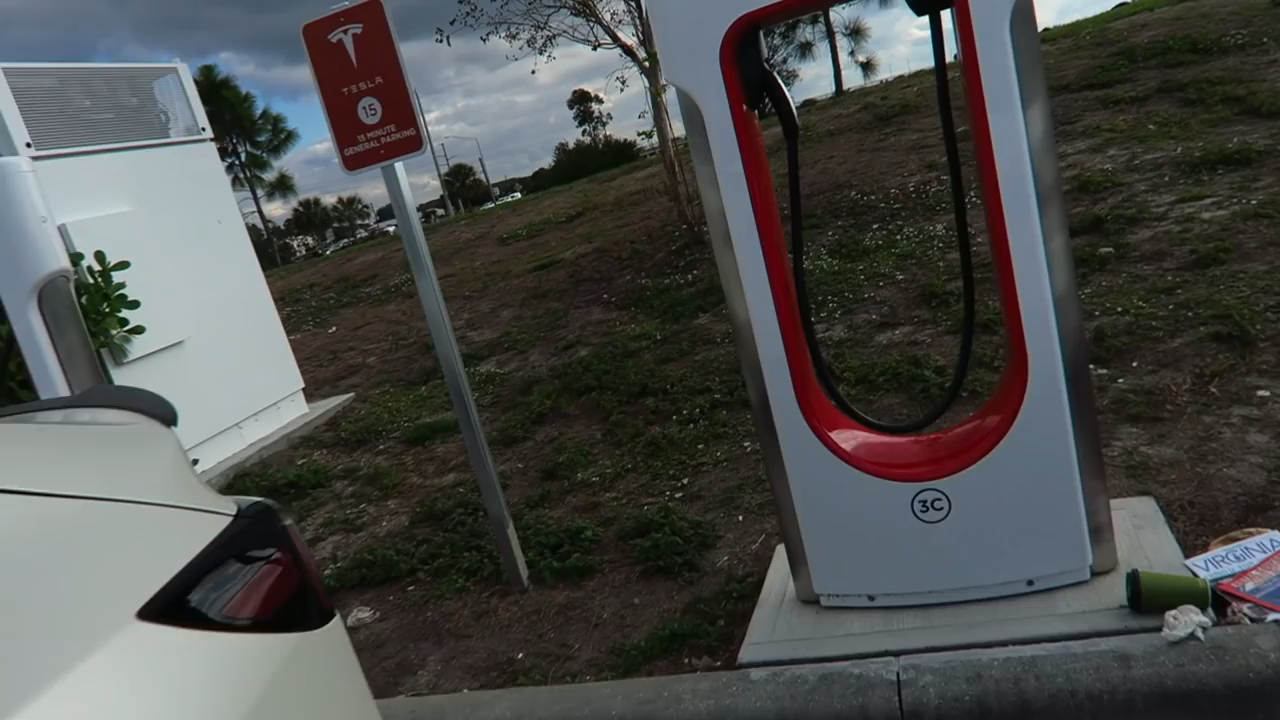 TESLA
15
15 MINUTE
GENERAL PARKING
3C
VIRGINIA